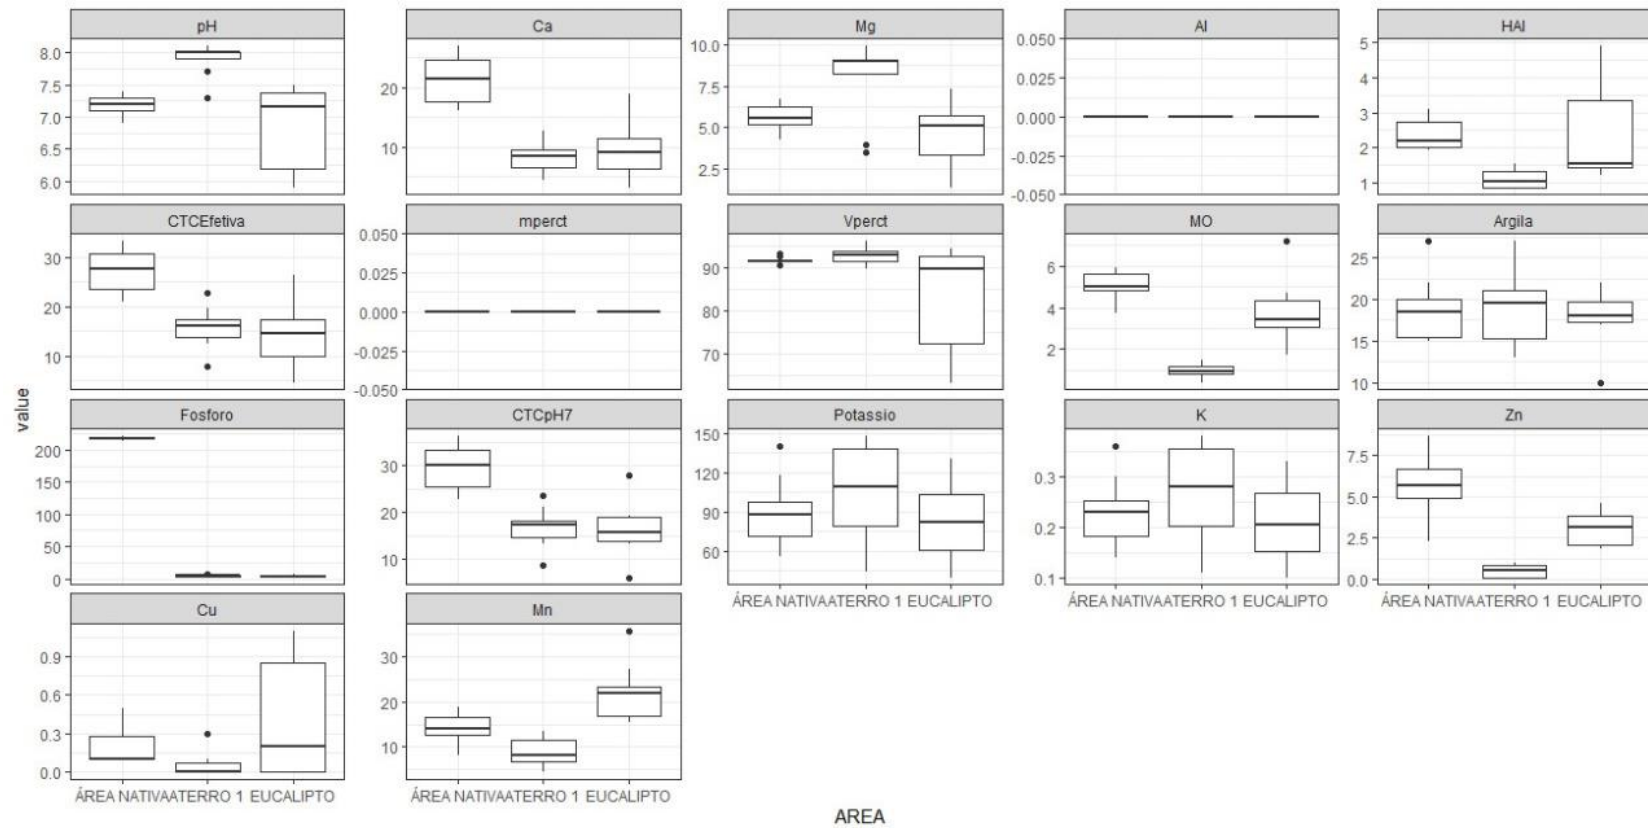 pH Ca Mg Al HAl
8.0 7.5 7.0 6.5 6.0
20 10
10.0 7.5 5.0 2.5
0.050 0.025 0.000 -0.025 -0.050
5 4 3 2 1
CTCEfetiva mperct Vperct MO Argila
30 20 10
0.050 0.025 0.000 -0.025 -0.050
90 80 70
6 4 2
25 20 15 10
value
Fosforo CTCpH7 Potassio K Zn
200 150 100 50 0
30 20 10
150 120 90 60
0.3 0.2 0.1
7.5 5.0 2.5 0.0
ÁREA NATIVAATERRO 1 EUCALIPTO ÁREA NATIVAATERRO 1 EUCALIPTO ÁREA NATIVAATERRO 1 EUCALIPTO
Cu Mn
0.9 0.6 0.3 0.0
30 20 10
ÁREA NATIVAATERRO 1 EUCALIPTO ÁREA NATIVAATERRO 1 EUCALIPTO
AREA